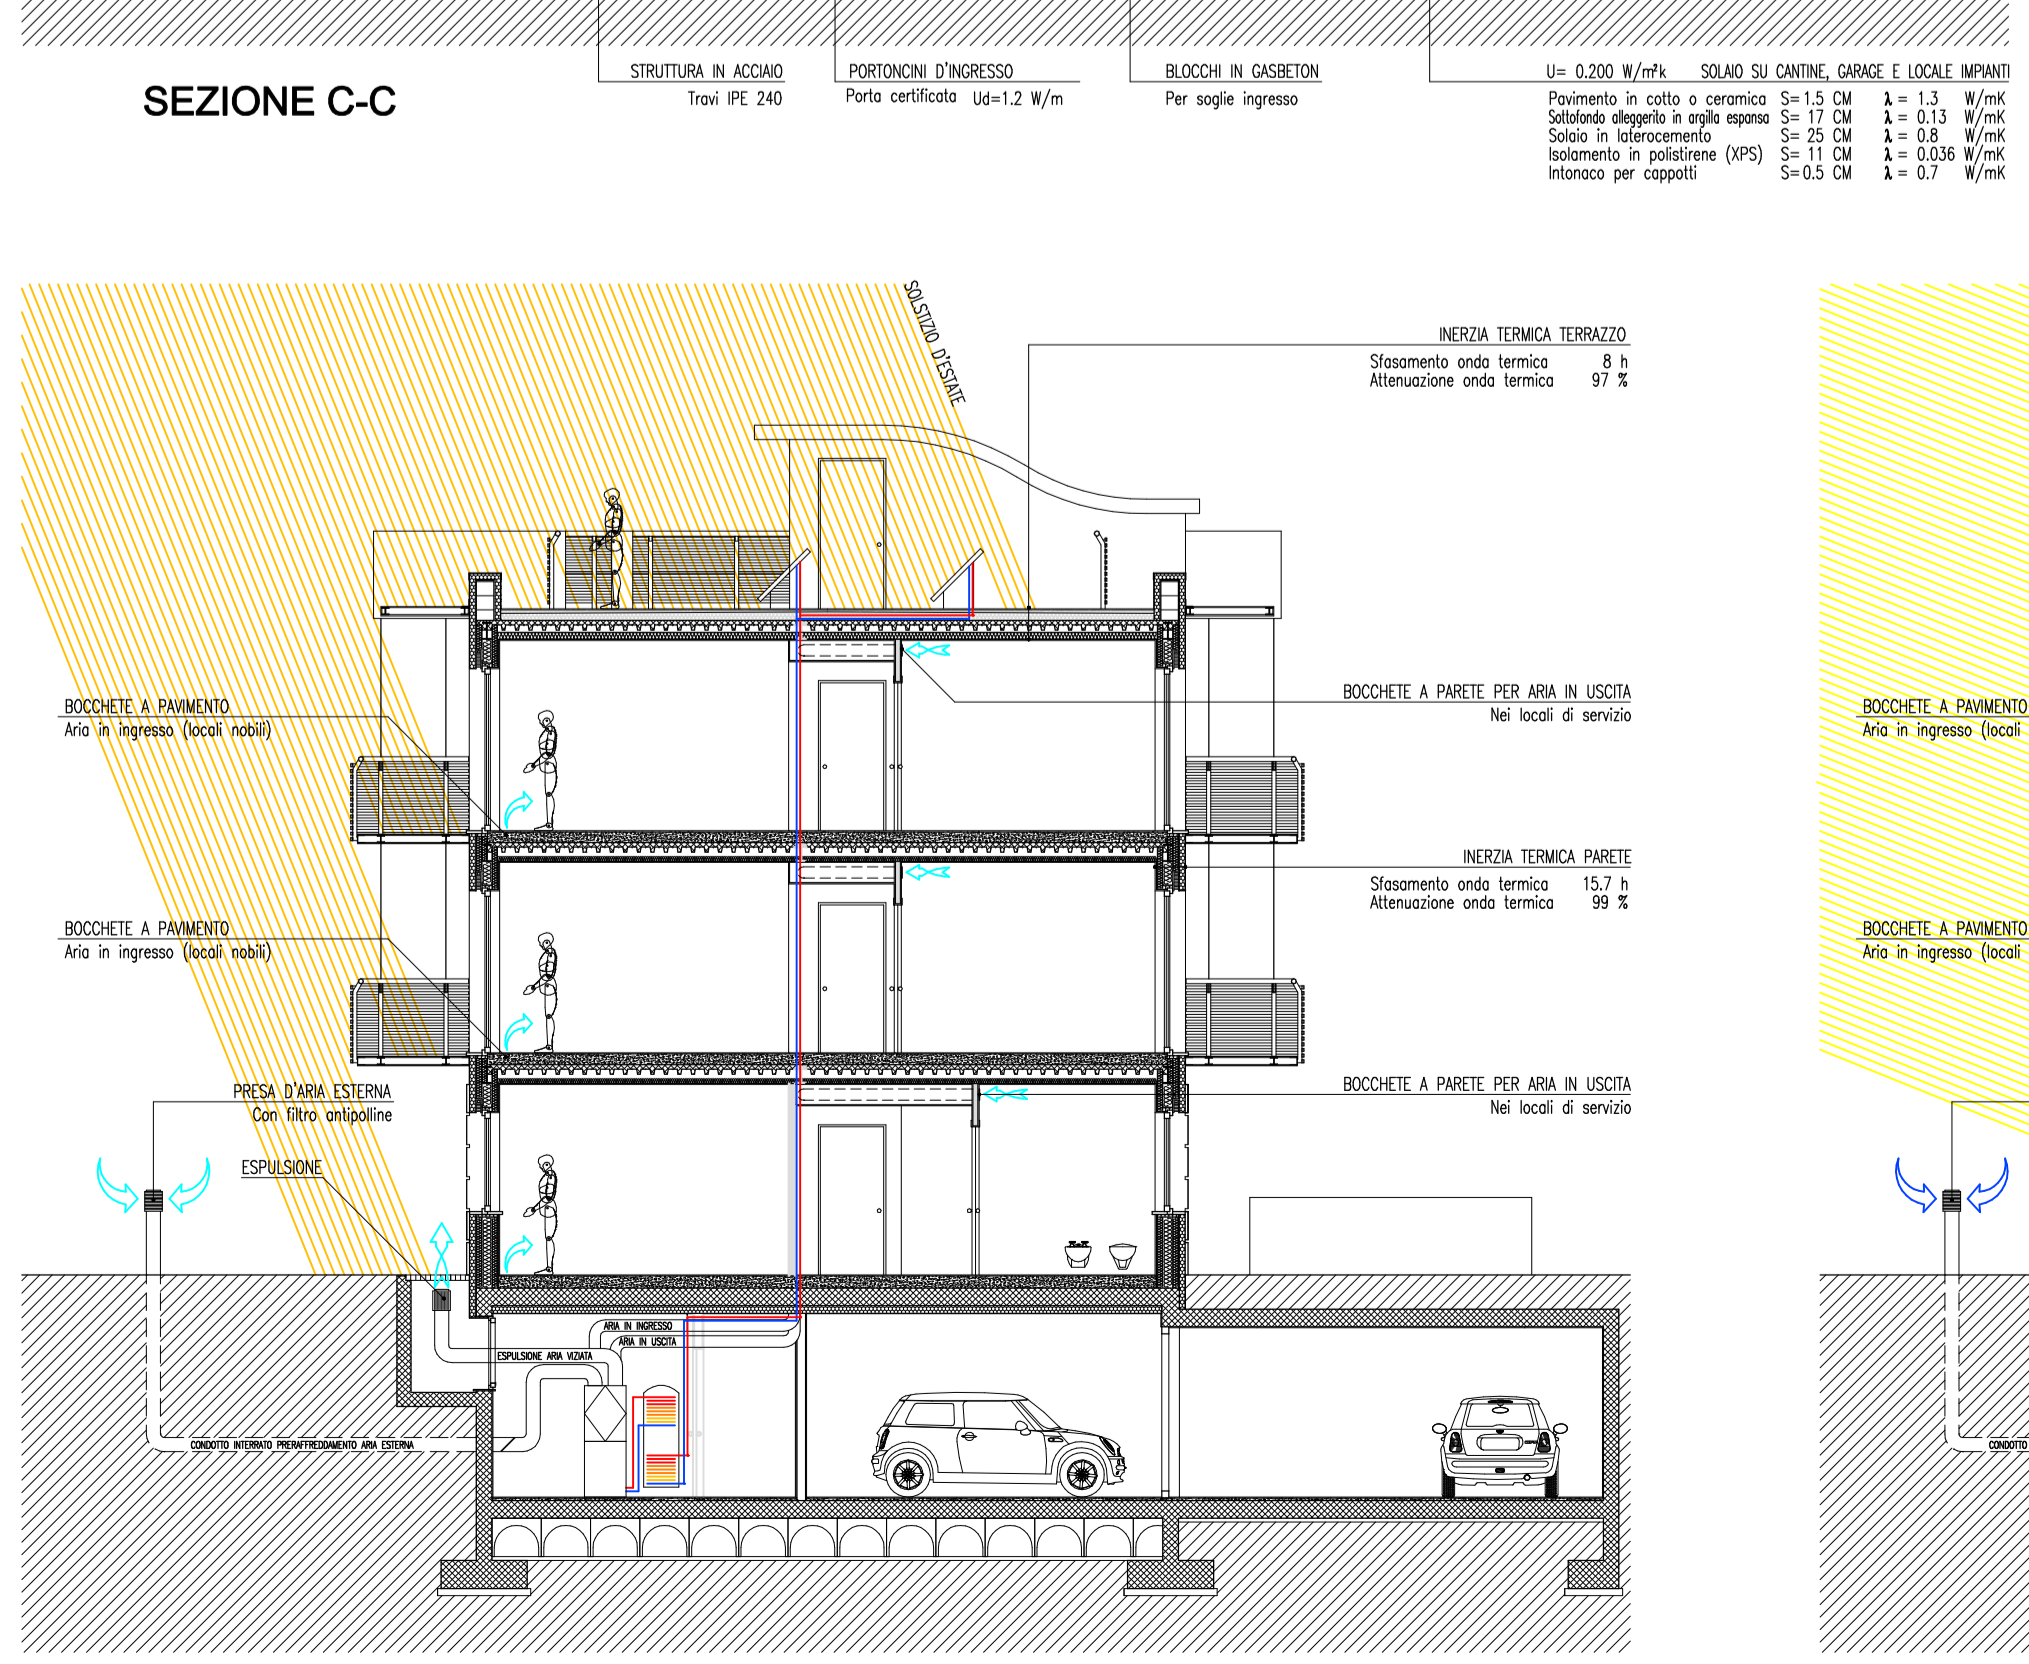 STRUTTURA IN ACCIAIO
Travi IPE 240
PORTONCINI D'INGRESSO
Porta certificata Ud=1.2 W/m
BLOCCHI IN GASBETON
Per soglie ingresso
U= 0.200 W/m²k SOLAIO SU CANTINE, GARAGE E LOCALE IMPIANTI
Pavimento in cotto o ceramica S=1.5 CM λ = 1.3 W/mK
Sottofondo alleggerito in argilla espansa S= 17 CM λ = 0.13 W/mK
Solaio in laterocemento S= 25 CM λ = 0.8 W/mK
Isolamento in polistirene (XPS) S= 11 CM λ = 0.036 W/mK
Intonaco per cappotti S=0.5 CM λ = 0.7 W/mK
SEZIONE C-C
SOLSTIZIO D'ESTATE
INERZIA TERMICA TERRAZZO
Sfasamento onda termica 8 h
Attenuazione onda termica 97 %
BOCCHETE A PAVIMENTO
Aria in ingresso (locali nobili)
BOCCHETE A PARETE PER ARIA IN USCITA
Nei locali di servizio
BOCCHETE A PAVIMENTO
Aria in ingresso (locali
INERZIA TERMICA PARETE
Sfasamento onda termica 15.7 h
Attenuazione onda termica 99 %
BOCCHETE A PAVIMENTO
Aria in ingresso (locali nobili)
BOCCHETE A PAVIMENTO
Aria in ingresso (locali
PRESA D'ARIA ESTERNA
Con filtro antipolline
BOCCHETE A PARETE PER ARIA IN USCITA
Nei locali di servizio
ESPULSIONE
ARIA IN INGRESSO
ARIA IN USCITA
ESPULSIONE ARIA VIZIATA
CONDOTTO INTERRATO PRERAFFREDDAMENTO ARIA ESTERNA
CONDOTTO